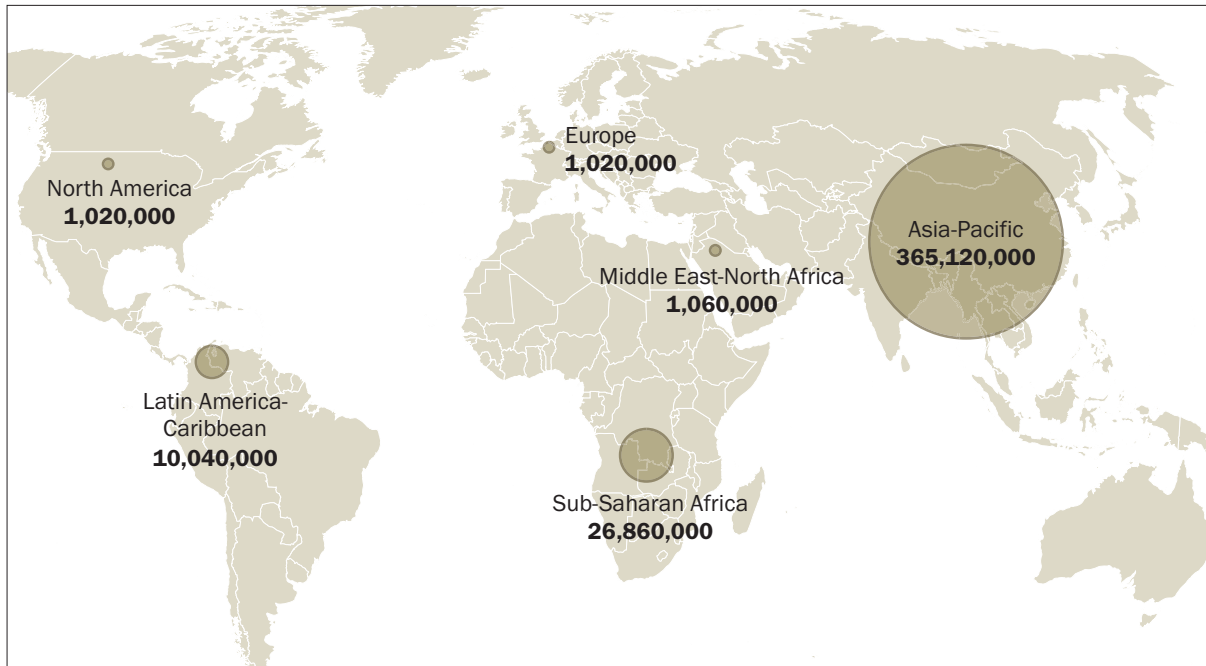 Europe
1,020,000
North America
1,020,000
Asia-Pacific
365,120,000
Middle East-North Africa
1,060,000
Latin America-
Caribbean
10,040,000
Sub-Saharan Africa
26,860,000